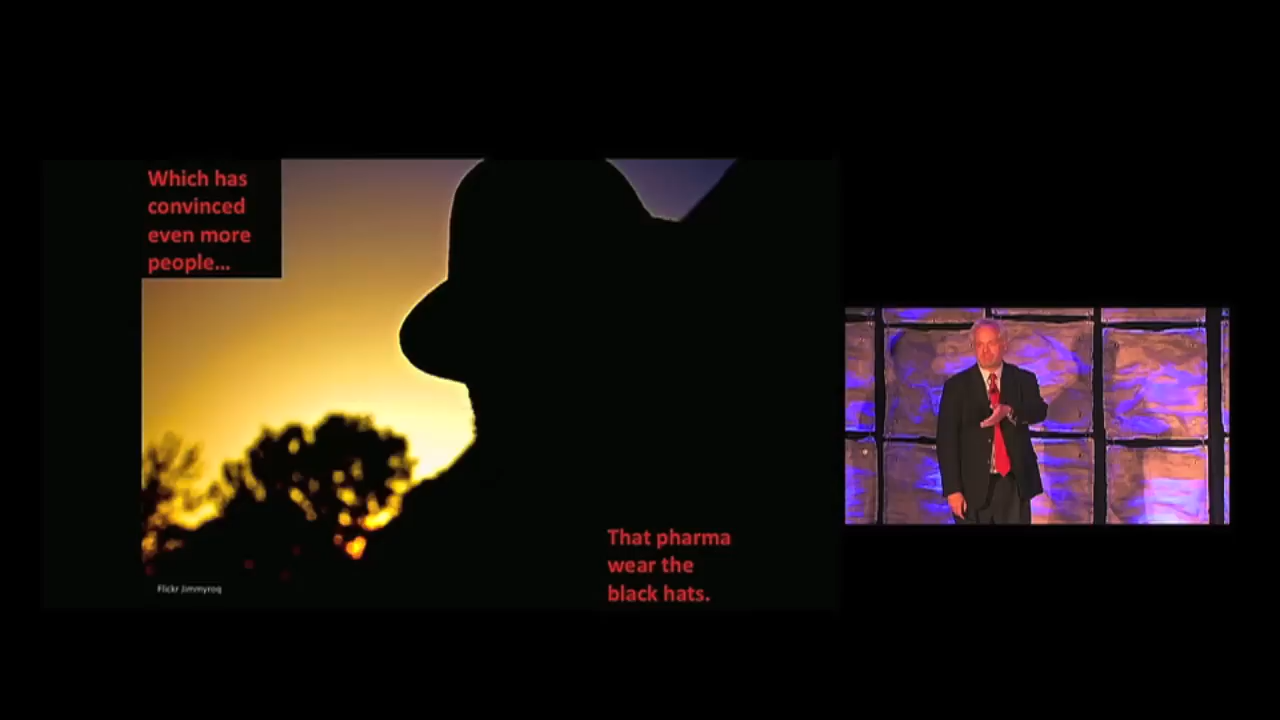 Which has
convinced
even more
people...
That pharma
wear the
black hats.
Flickr Jimmyroq